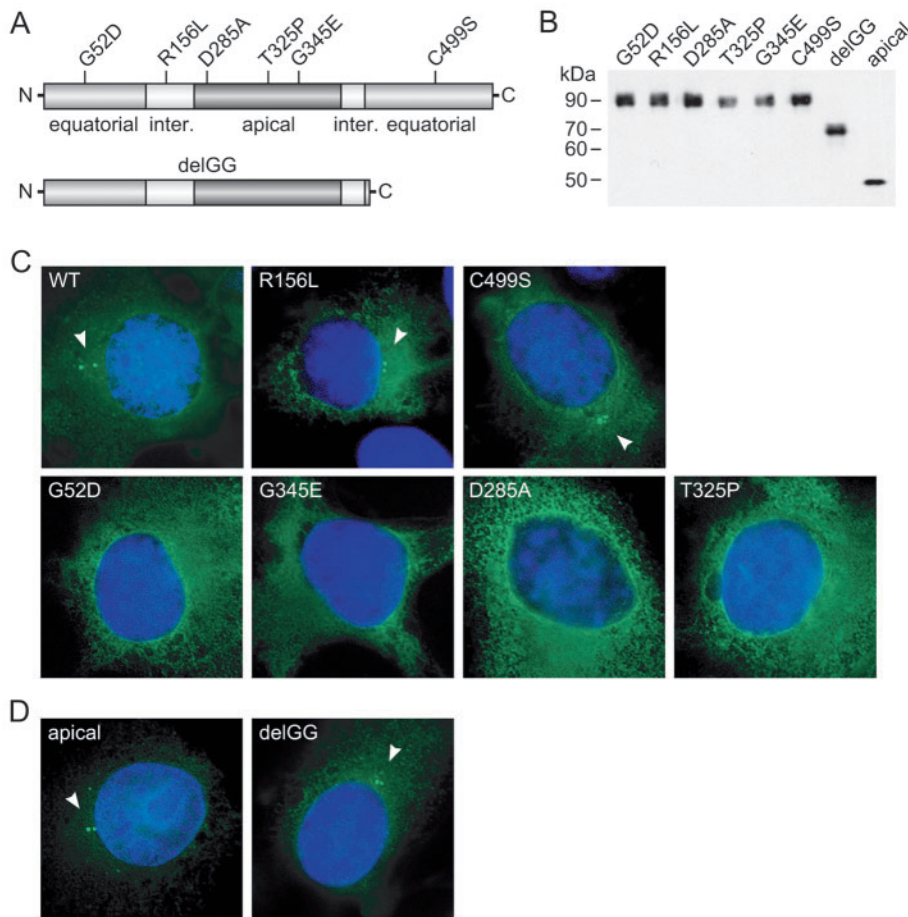 A
G52D R156L D285A T325P G345E C499S
N C
equatorial inter. apical inter. equatorial
delGG
N C
B
G52D R156L D285A T325P G345E C499S delGG apical
kDa
90
70
60
50
C
WT R156L C499S
G52D G345E D285A T325P
D
apical delGG